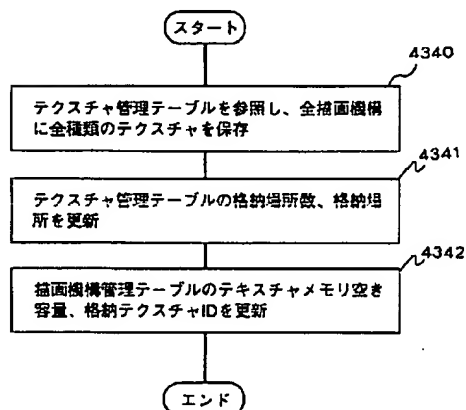 スタート
4340
テクスチャ管理テーブルを参照し、全描画機構
に全種類のテクスチャを保存
4341
テクスチャ管理テーブルの格納場所数、格納場
所を更新
4342
描画機構管理テーブルのテキスチャメモリ空き
容量、格納テクスチャIDを更新
エンド